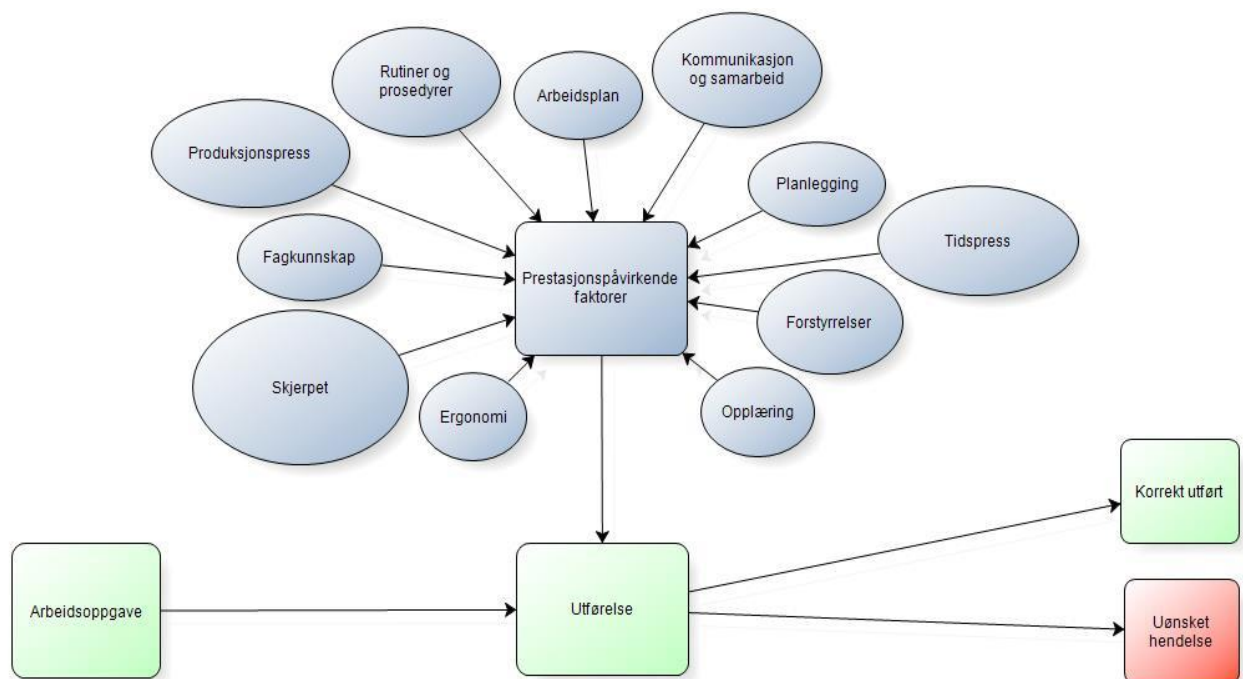 Rutiner og
prosedyrer
Arbeidsplan
Kommunikasjon
og samarbeid
Produksjonspress
Planlegging
Fagkunnskap
Tidspress
Prestasjonspåvirkende
faktorer
Forstyrrelser
Skjerpet
Ergonomi
Opplæring
Korrekt utført
Arbeidsoppgave
Utførelse
Uønsket
hendelse